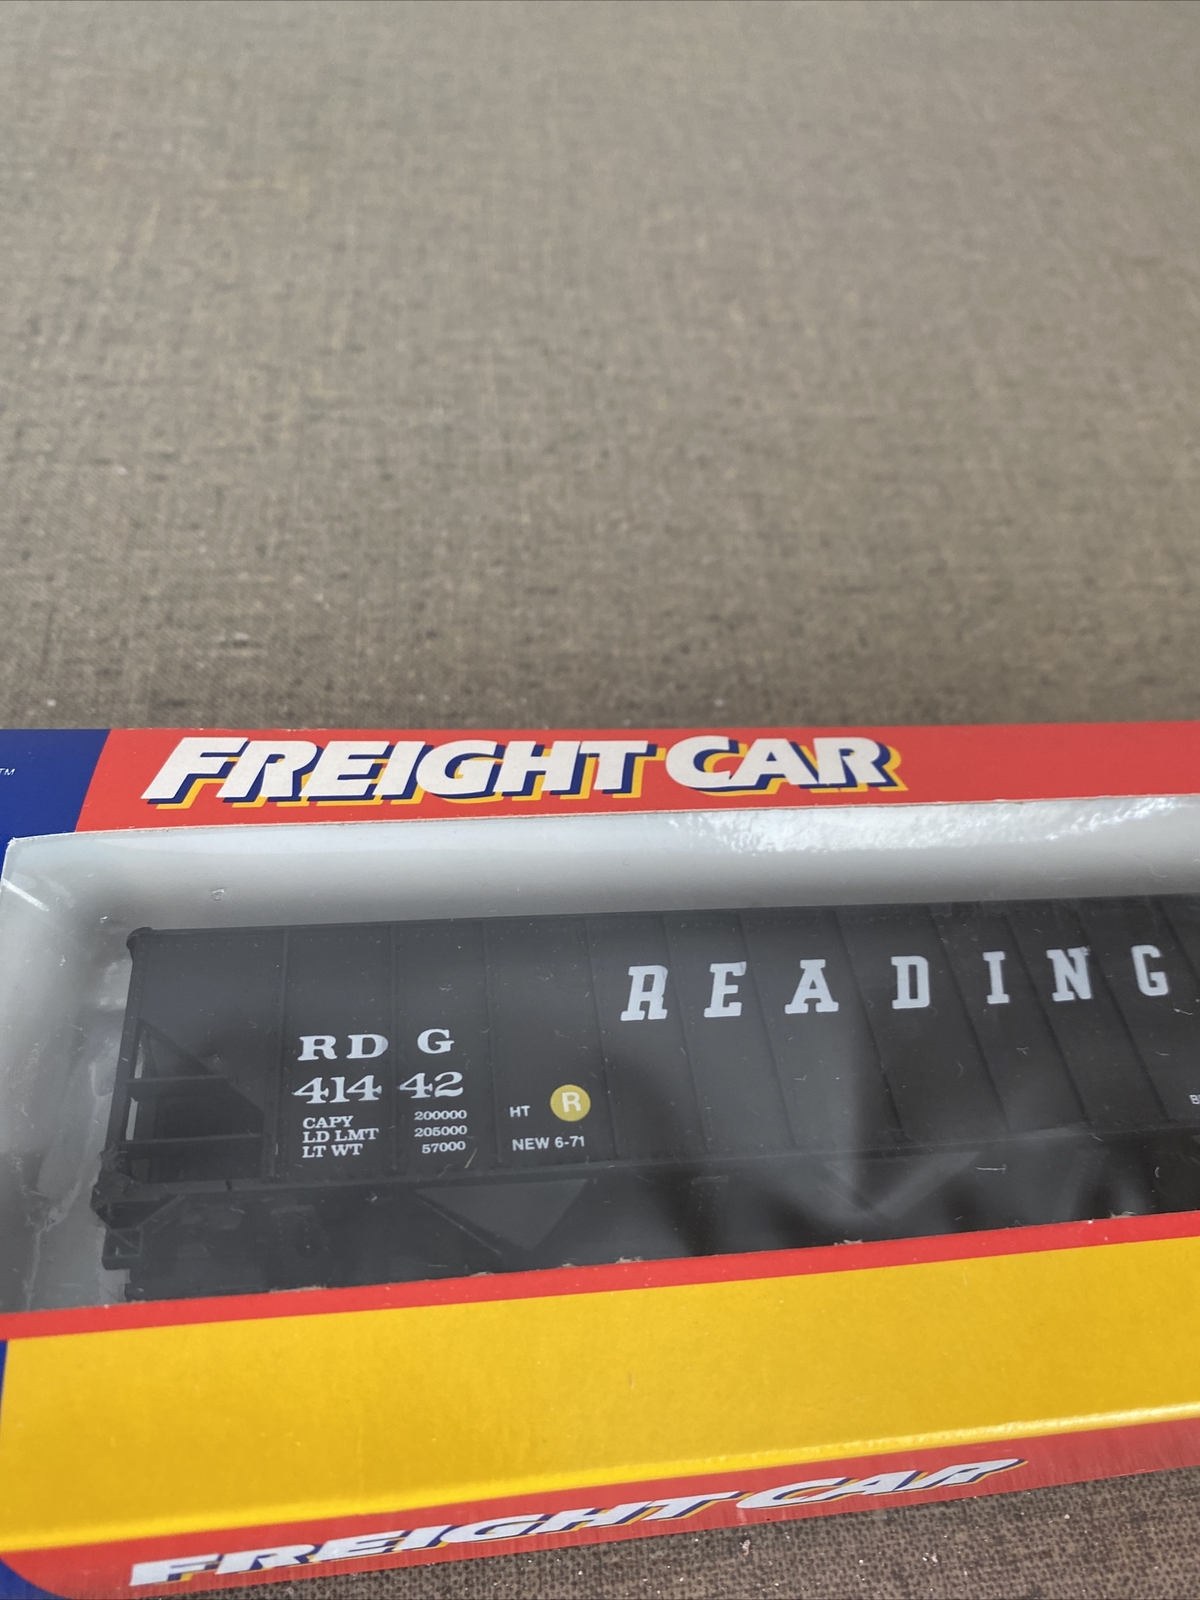 TM
FREIGHT CAR
READING
RDG
41442
CAPY 200000
LD LMT 205000
LT WT 57000
HT R
NEW 6-71
FREIGHT CAR